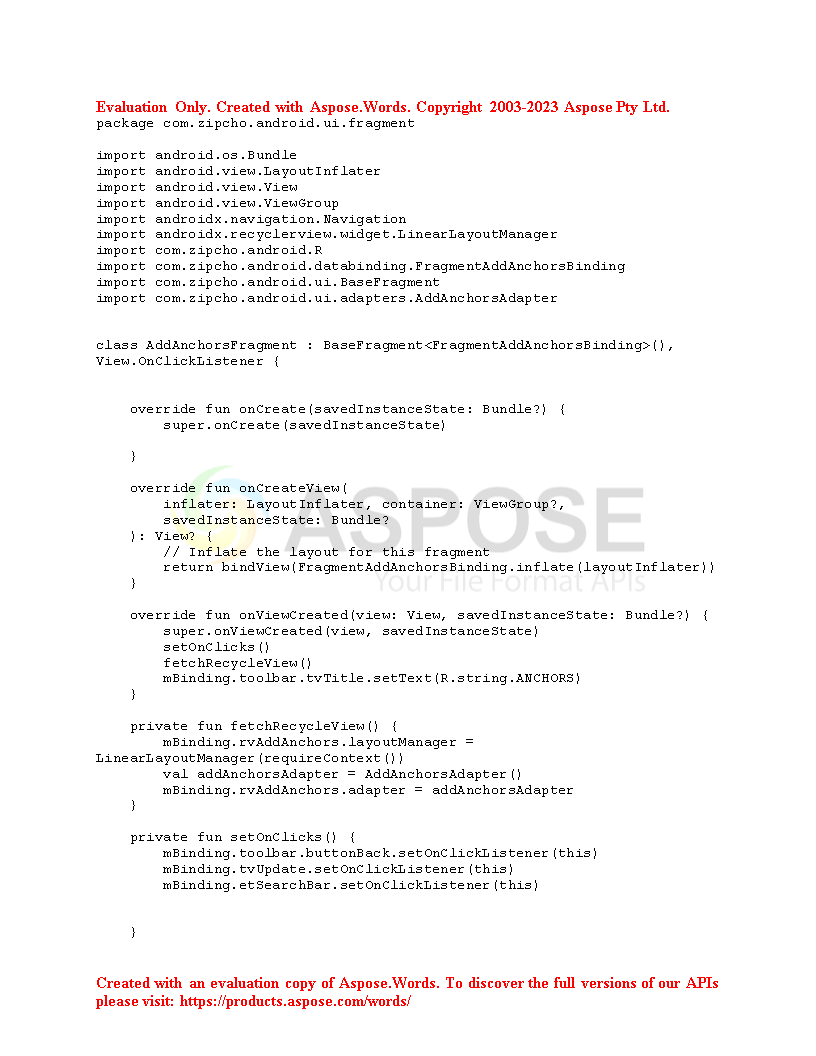 Evaluation Only. Created with Aspose.Words. Copyright 2003-2023 Aspose Pty Ltd.
package com.zipcho.android.ui.fragment

import android.os.Bundle
import android.view.LayoutInflater
import android.view.View
import android.view.ViewGroup
import androidx.navigation.Navigation
import androidx.recyclerview.widget.LinearLayoutManager
import com.zipcho.android.R
import com.zipcho.android.databinding.FragmentAddAnchorsBinding
import com.zipcho.android.ui.BaseFragment
import com.zipcho.android.ui.adapters.AddAnchorsAdapter


class AddAnchorsFragment : BaseFragment<FragmentAddAnchorsBinding>(),
View.OnClickListener {


    override fun onCreate(savedInstanceState: Bundle?) {
        super.onCreate(savedInstanceState)

    }

    override fun onCreateView(
        inflater: LayoutInflater, container: ViewGroup?,
        savedInstanceState: Bundle?
    ): View? {
        // Inflate the layout for this fragment
        return bindView(FragmentAddAnchorsBinding.inflate(layoutInflater))
    }

    override fun onViewCreated(view: View, savedInstanceState: Bundle?) {
        super.onViewCreated(view, savedInstanceState)
        setOnClicks()
        fetchRecycleView()
        mBinding.toolbar.tvTitle.setText(R.string.ANCHORS)
    }

    private fun fetchRecycleView() {
        mBinding.rvAddAnchors.layoutManager =
LinearLayoutManager(requireContext())
        val addAnchorsAdapter = AddAnchorsAdapter()
        mBinding.rvAddAnchors.adapter = addAnchorsAdapter
    }

    private fun setOnClicks() {
        mBinding.toolbar.buttonBack.setOnClickListener(this)
        mBinding.tvUpdate.setOnClickListener(this)
        mBinding.etSearchBar.setOnClickListener(this)


    }

ASPOSE
Your File Format APIs
Created with an evaluation copy of Aspose.Words. To discover the full versions of our APIs
please visit: https://products.aspose.com/words/